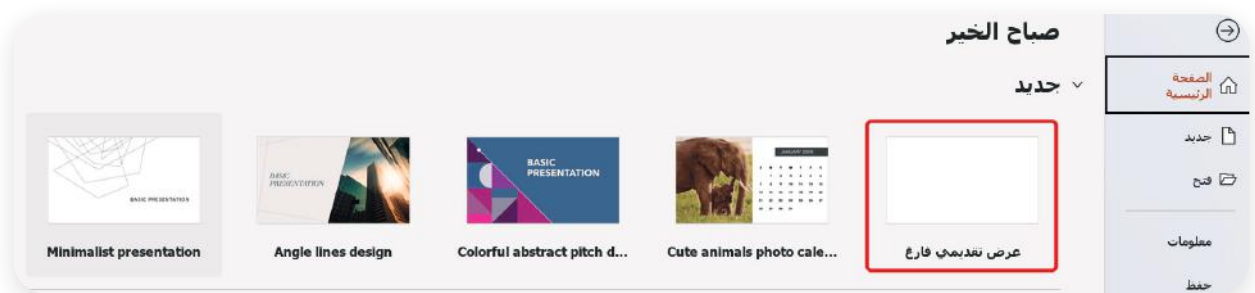 صباح الخير
الصفحة
الرئيسية
جديد
جديد
فتح
BASIC PRESENTATION
BASIC
PRESENTATION
BASIC
PRESENTATION
JANUARY
Minimalist presentation
Angle lines design
Colorful abstract pitch d...
Cute animals photo cale...
عرض تقديمي فارغ
معلومات
حفظ